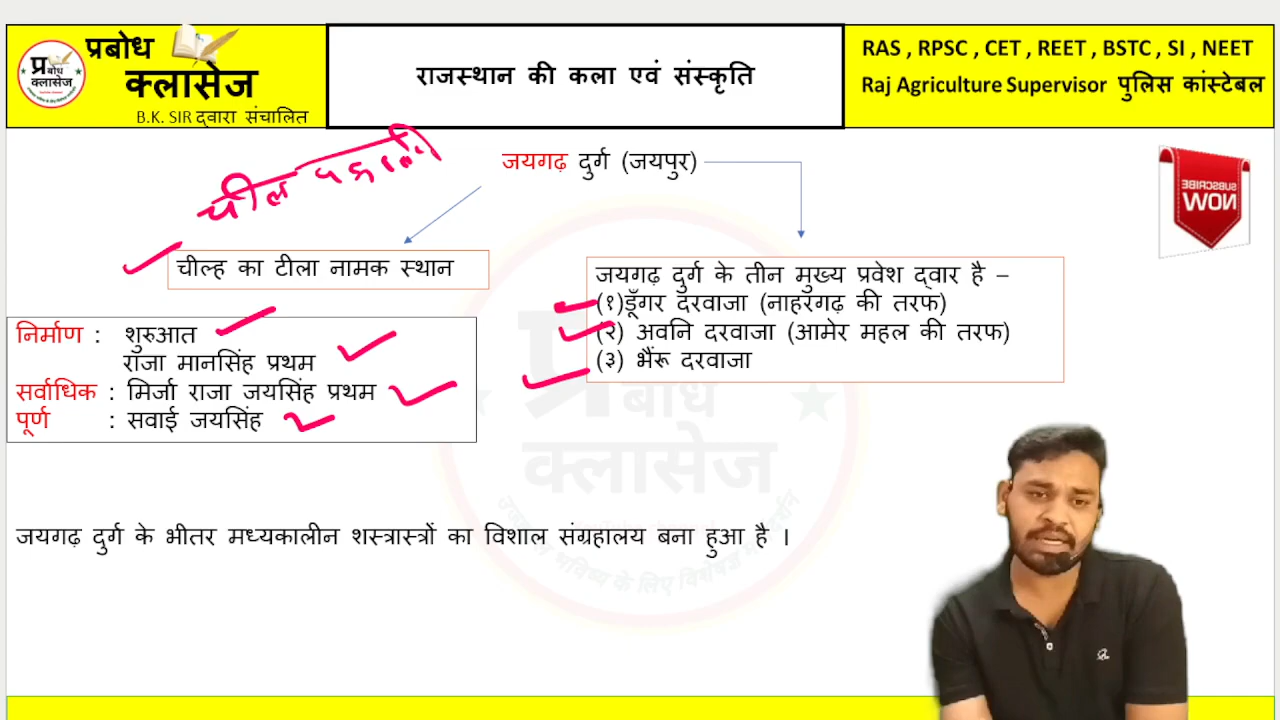 प्रबोध
क्लासेज
B.K. SIR द्वारा संचालित
प्र
बोध
क्लासेज
राजस्थान की कला एवं संस्कृति
RAS , RPSC , CET , REET , BSTC , SI , NEET
Raj Agriculture Supervisor पुलिस कांस्टेबल
SUBSCRIBE
NOW
जयगढ़ दुर्ग (जयपुर)
चील
चील्ह का टीला नामक स्थान
निर्माण : शुरुआत
राजा मानसिंह प्रथम
सर्वाधिक : मिर्जा राजा जयसिंह प्रथम
पूर्ण : सवाई जयसिंह
जयगढ़ दुर्ग के तीन मुख्य प्रवेश द्वार है –
(१)डूँगर दरवाजा (नाहरगढ़ की तरफ)
(२) अवनि दरवाजा (आमेर महल की तरफ)
(३) भैंरू दरवाजा
प्र
बोध
क्लासेज
जयगढ़ दुर्ग के भीतर मध्यकालीन शस्त्रास्त्रों का विशाल संग्रहालय बना हुआ है ।
भविष्य के लिए विशेषज्ञ